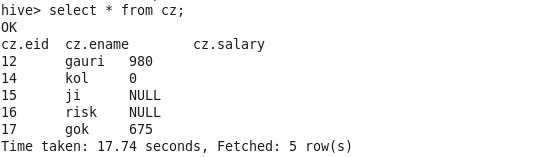 hive> select * from cz;
OK
cz.eid  cz.ename        cz.salary
12      gauri   980
14      kol     0
15      ji      NULL
16      risk    NULL
17      gok     675
Time taken: 17.74 seconds, Fetched: 5 row(s)